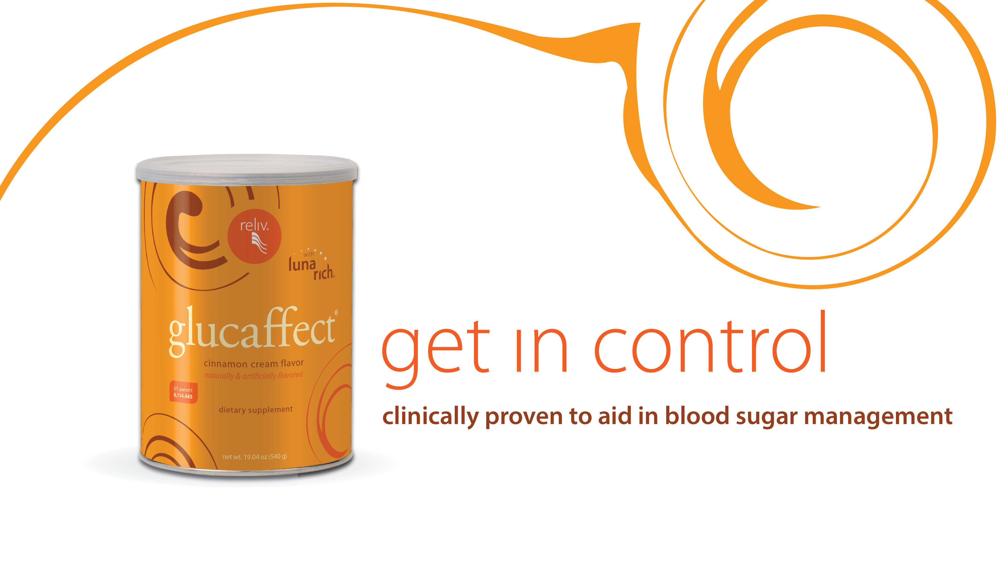 reliv®
with
luna
rich®
glucaffect®
cinnamon cream flavor
naturally & artificially flavored
US patent
8,114,445
dietary supplement
net wt. 19.04 oz (540 g)
get in control
clinically proven to aid in blood sugar management